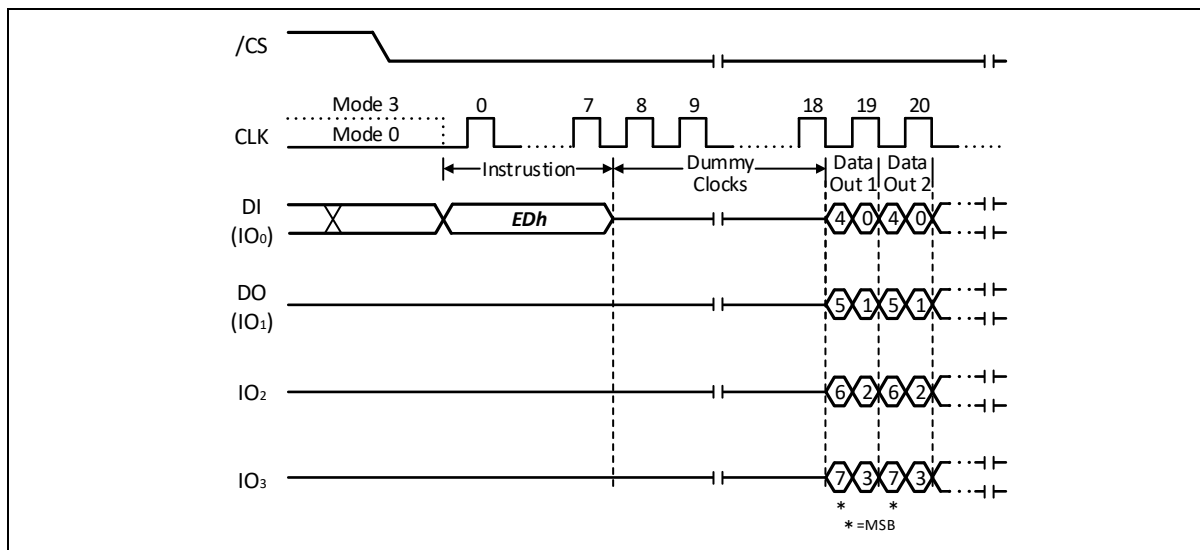 /CS
Mode 3
0 7 8 9 18 19 20
CLK
Mode 0
Instrustion
Dummy Clocks
Data Out 1
Data Out 2
DI (IO0)
EDh
4 0 4 0
DO (IO1)
5 1 5 1
IO2
6 2 6 2
IO3
7 3 7 3
* *
* =MSB